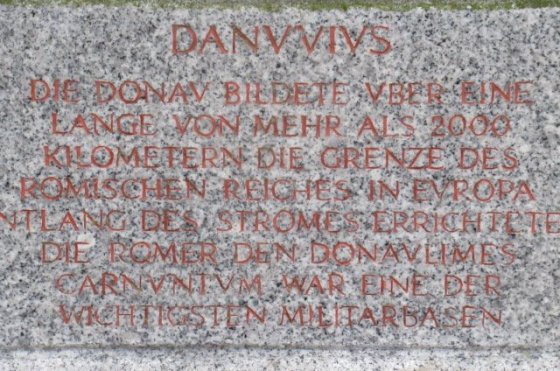 DANVVIVS
DIE DONAV BILDETE VBER EINE
LANGE VON MEHR ALS 2000
KILOMETERN DIE GRENZE DES
ROMISCHEN REICHES IN EVROPA
NTLANG DES STROMES ERRICHTETE
DIE ROMER DEN DONAVLIMES
CARNVNTVM WAR EINE DER
WICHTIGSTEN MILITARBASEN